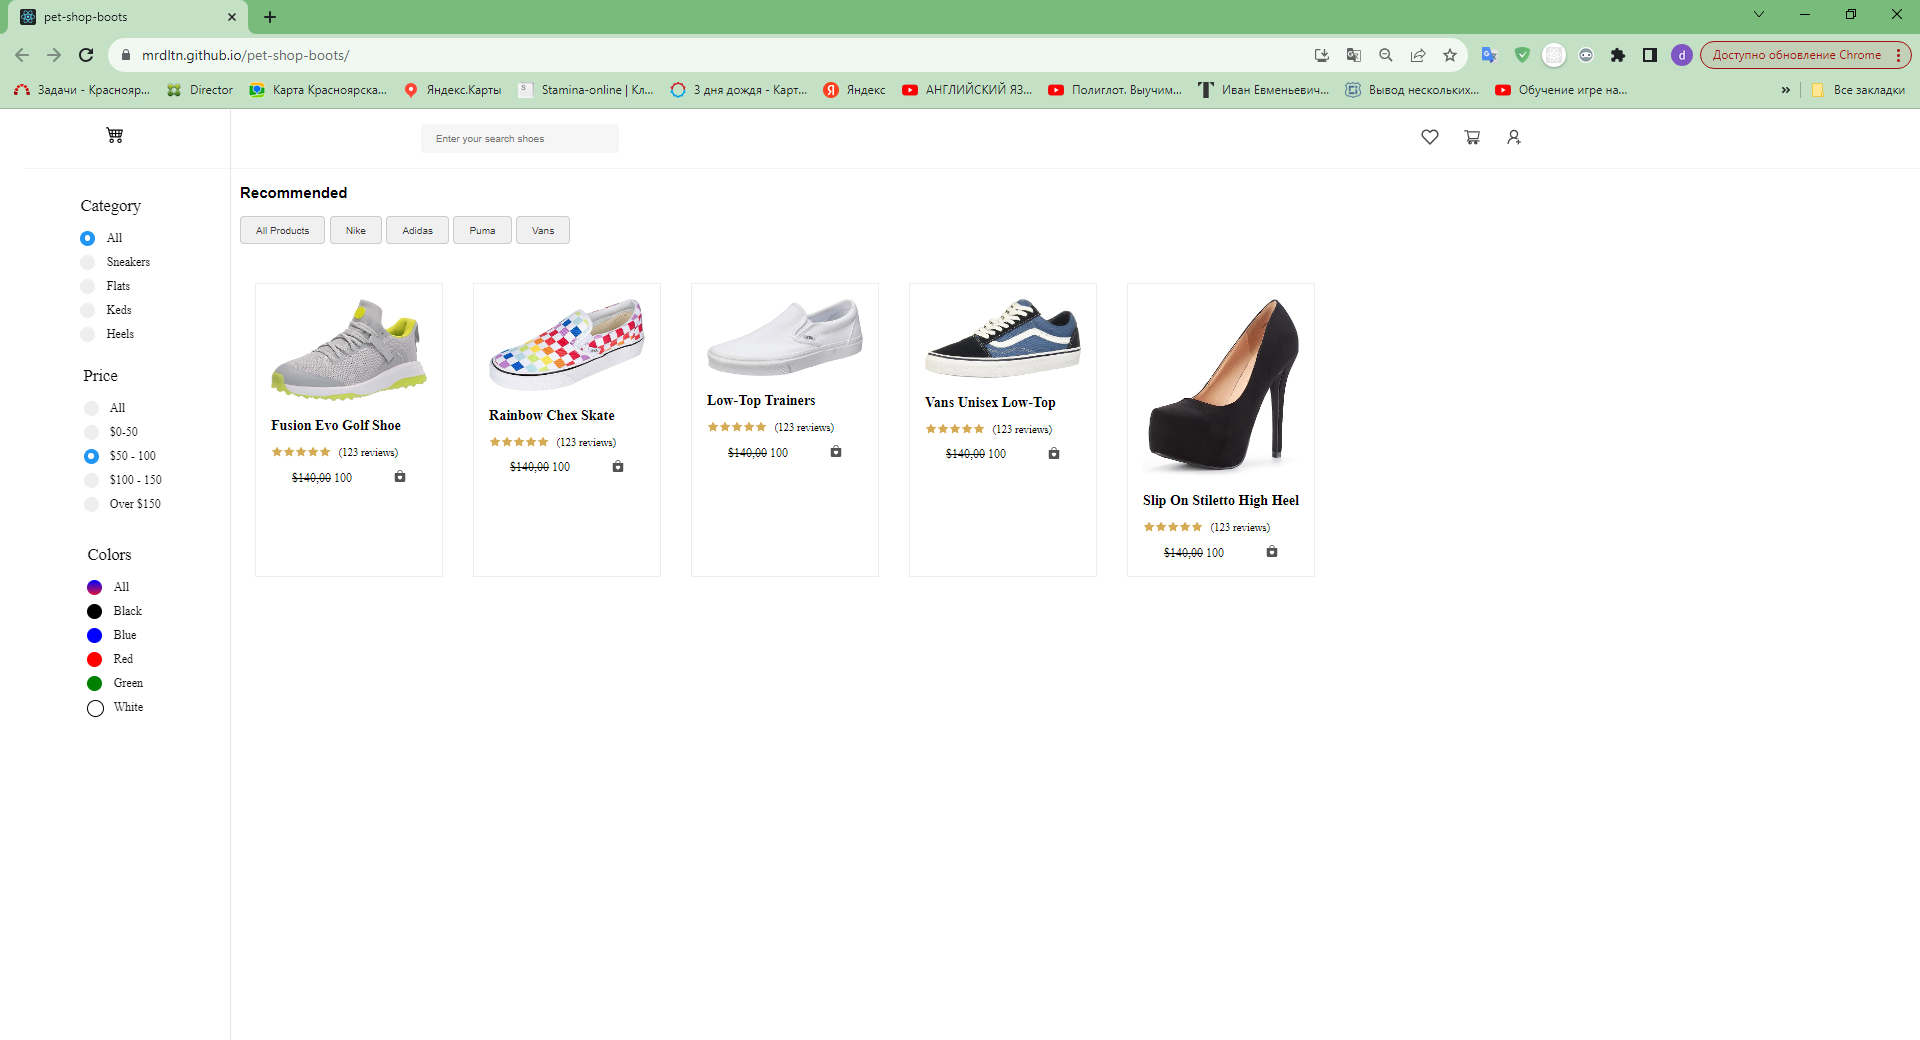 pet-shop-boots
mrdltn.github.io/pet-shop-boots/
d
Доступно обновление Chrome
Задачи - Краснояр...
Director
Карта Красноярска...
Яндекс.Карты
Stamina-online | Кл...
3 дня дождя - Карт...
Яндекс
АНГЛИЙСКИЙ ЯЗ...
Полиглот. Выучим...
Иван Евменьевич...
Вывод нескольких...
Обучение игре на...
»
Все закладки
Enter your search shoes
Recommended
All Products
Nike
Adidas
Puma
Vans
Category
All
Sneakers
Flats
Keds
Heels
Price
All
$0-50
$50 - 100
$100 - 150
Over $150
Colors
All
Black
Blue
Red
Green
White
Fusion Evo Golf Shoe
(123 reviews)
$140,00 100
Rainbow Chex Skate
(123 reviews)
$140,00 100
Low-Top Trainers
(123 reviews)
$140,00 100
Vans Unisex Low-Top
(123 reviews)
$140,00 100
Slip On Stiletto High Heel
(123 reviews)
$140,00 100